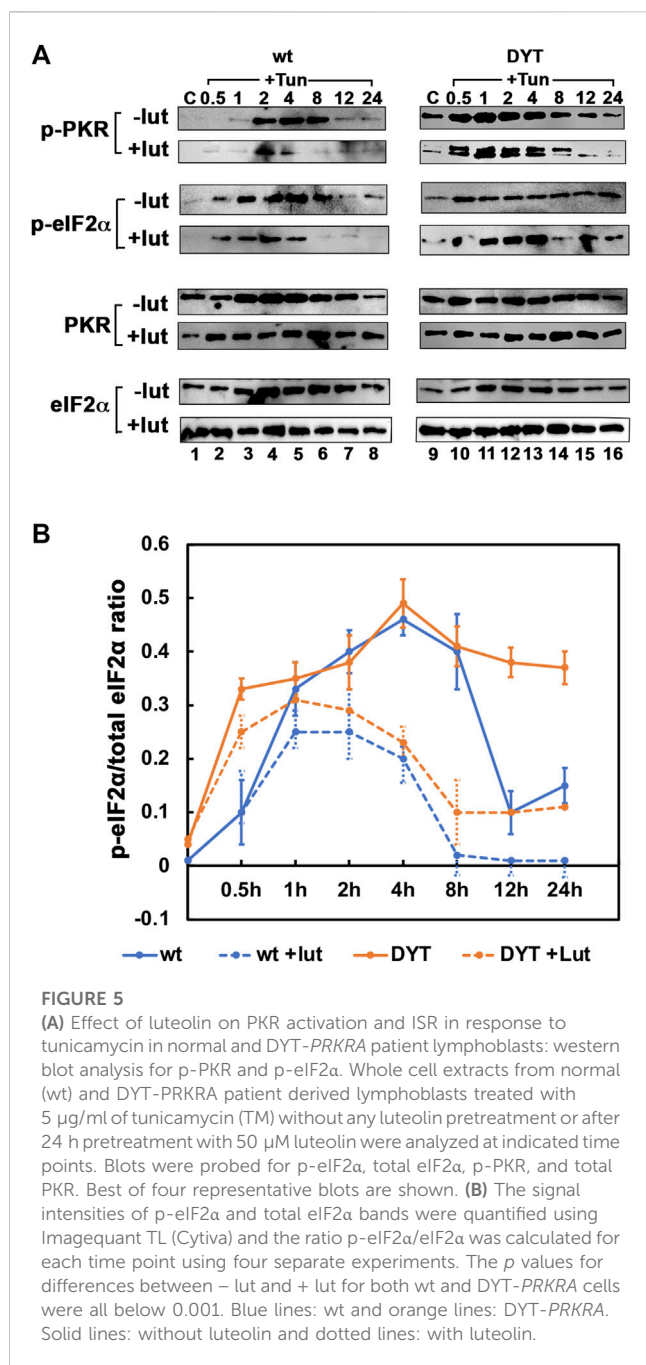 A
wt
DYT
+Tun
+Tun
C 0.5 1 2 4 8 12 24
C 0.5 1 2 4 8 12 24
p-PKR
-lut
+lut
p-eIF2α
-lut
+lut
PKR
-lut
+lut
eIF2α
-lut
+lut
1 2 3 4 5 6 7 8
9 10 11 12 13 14 15 16
B
p-eIF2α/total eIF2α ratio
0.6
0.5
0.4
0.3
0.2
0.1
0
-0.1
0.5h 1h 2h 4h 8h 12h 24h
wt wt +lut DYT DYT +Lut
FIGURE 5
(A) Effect of luteolin on PKR activation and ISR in response to
tunicamycin in normal and DYT-PRKRA patient lymphoblasts: western
blot analysis for p-PKR and p-eIF2α. Whole cell extracts from normal
(wt) and DYT-PRKRA patient derived lymphoblasts treated with
5 µg/ml of tunicamycin (TM) without any luteolin pretreatment or after
24 h pretreatment with 50 µM luteolin were analyzed at indicated time
points. Blots were probed for p-eIF2α, total eIF2α, p-PKR, and total
PKR. Best of four representative blots are shown. (B) The signal
intensities of p-eIF2α and total eIF2α bands were quantified using
Imagequant TL (Cytiva) and the ratio p-eIF2α/eIF2α was calculated for
each time point using four separate experiments. The p values for
differences between – lut and + lut for both wt and DYT-PRKRA cells
were all below 0.001. Blue lines: wt and orange lines: DYT-PRKRA.
Solid lines: without luteolin and dotted lines: with luteolin.